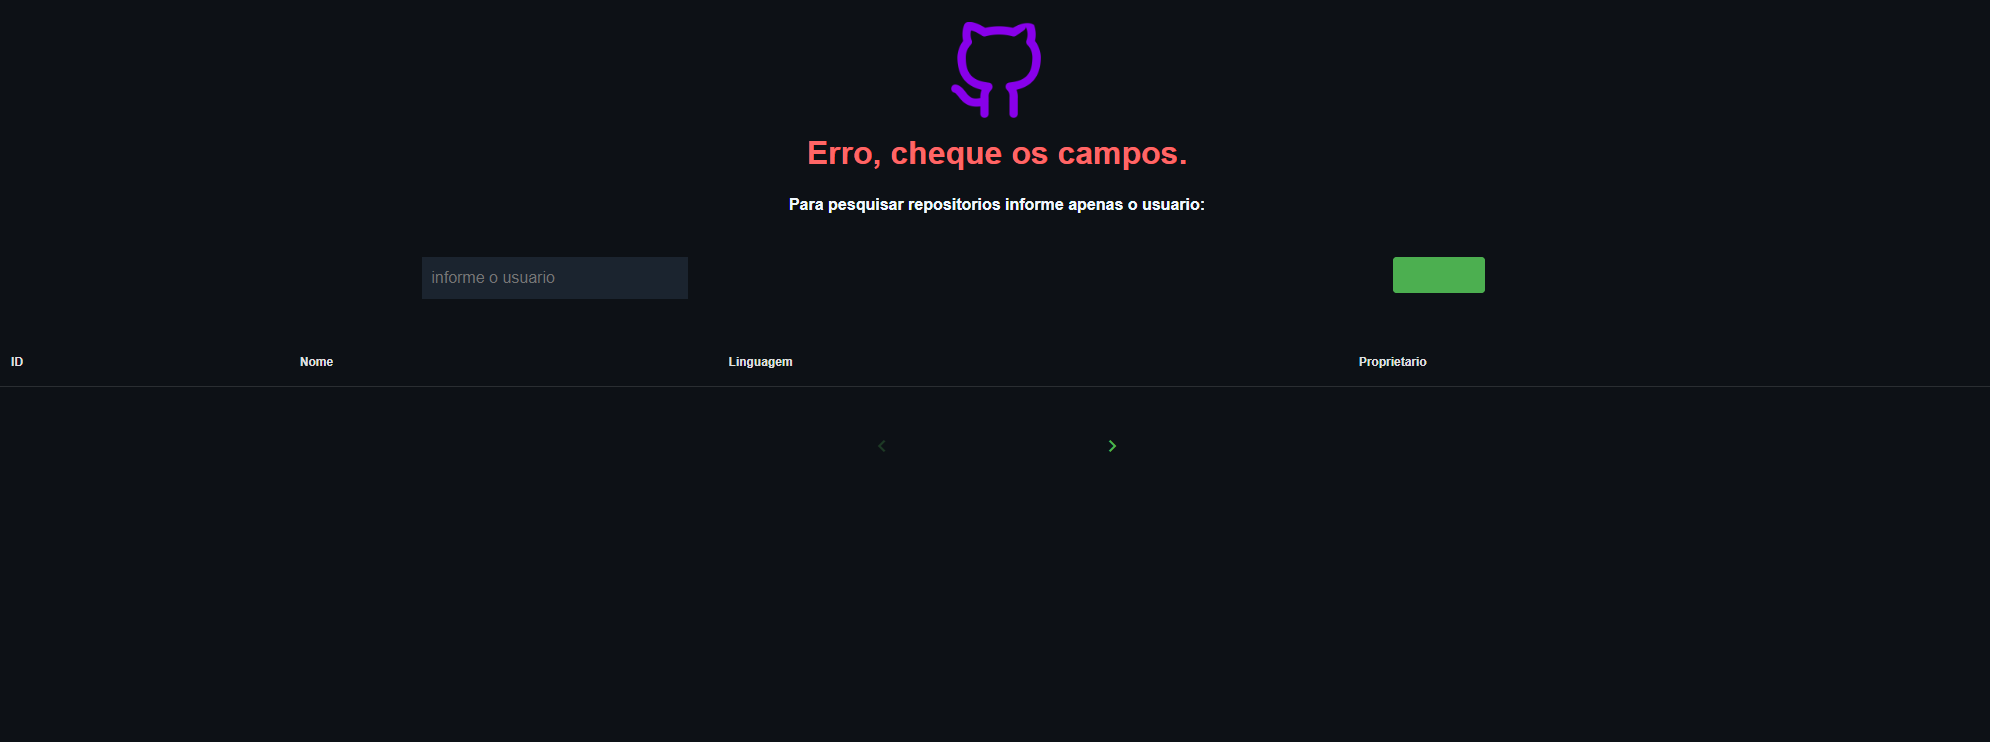 Erro, cheque os campos.
Para pesquisar repositorios informe apenas o usuario:
informe o usuario
ID Nome Linguagem Proprietario